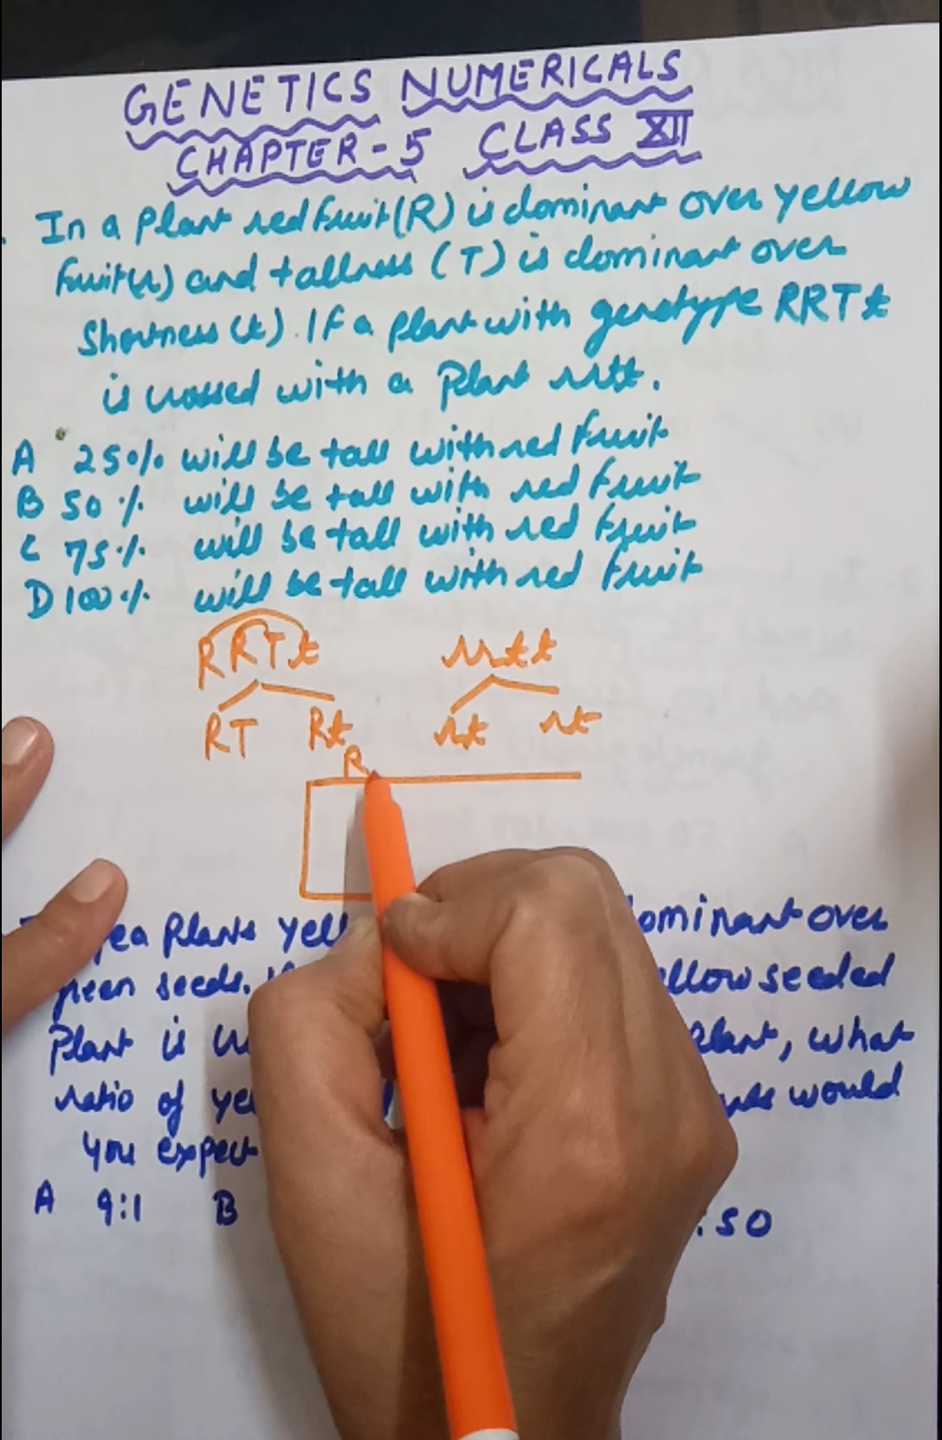 GENETICS NUMERICALS
CHAPTER-5 CLASS XII
In a plant red fruit(R) is dominant over yellow
fruit(r) and tallness (T) is dominant over
Shortness (t). If a plant with genotype RRTt
is crossed with a plant rrtt.
A 25% will be tall with red fruit
B 50% will be tall with red fruit
C 75% will be tall with red fruit
D 100% will be tall with red fruit
RRTt rrtt
RT Rt rt rt
R
pea plants yell ominant over
green seeds. ellow seeded
plant is plant, what
ratio of would
you expect
A 9:1 B :50